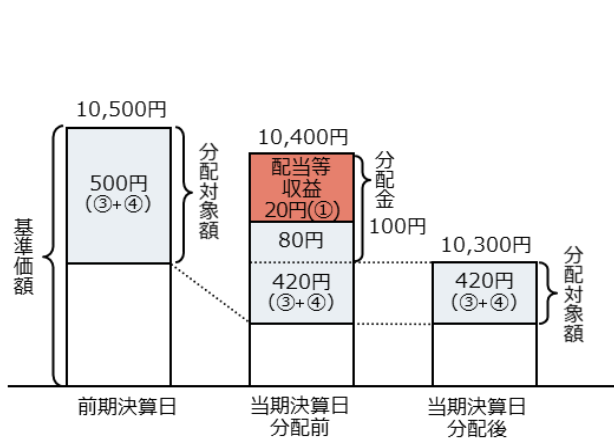 10,500円
500円
(③+④)
分配対象額
基準価額
前期決算日
10,400円
配当等
収益
20円(①)
80円
420円
(③+④)
分配金
100円
当期決算日
分配前
10,300円
420円
(③+④)
分配対象額
当期決算日
分配後